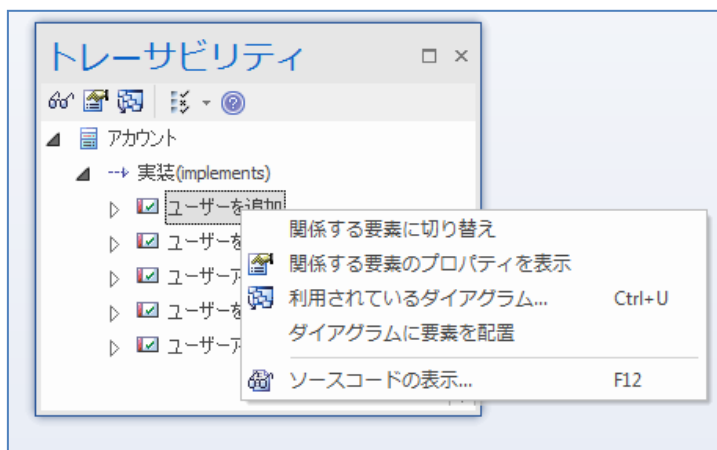 トレーサビリティ
アカウント
実装(implements)
ユーザーを追加
ユーザーを
ユーザーア
ユーザーを
ユーザーア
関係する要素に切り替え
関係する要素のプロパティを表示
利用されているダイアグラム... Ctrl+U
ダイアグラムに要素を配置
ソースコードの表示... F12